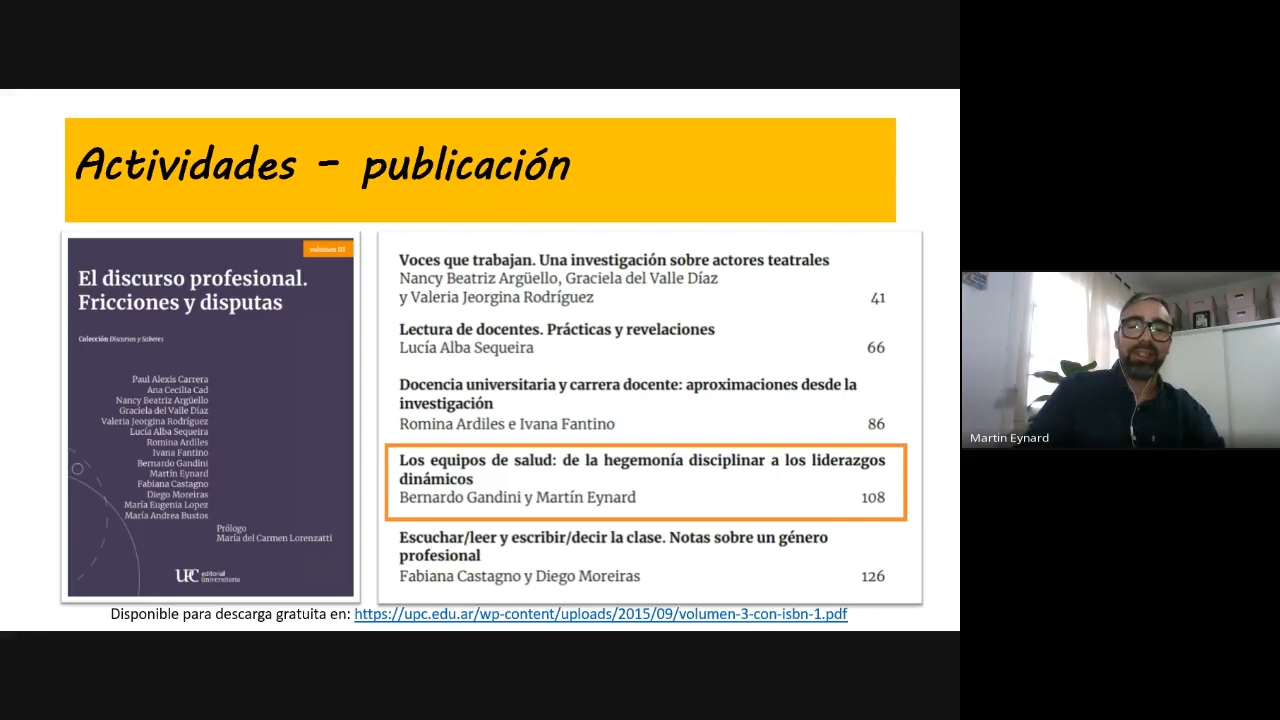 Actividades - publicación
volumen III
El discurso profesional.
Fricciones y disputas
Colección Discursos y Saberes
Paul Alexis Carrera
Ana Cecilia Cad
Nancy Beatriz Argüello
Graciela del Valle Díaz
Valeria Jeorgina Rodríguez
Lucía Alba Sequeira
Romina Ardiles
Ivana Fantino
Bernardo Gandini
Martín Eynard
Fabiana Castagno
Diego Moreiras
María Eugenia Lopez
María Andrea Bustos
Prólogo
María del Carmen Lorenzatti
UPC editorial
universitaria
Voces que trabajan. Una investigación sobre actores teatrales
Nancy Beatriz Argüello, Graciela del Valle Díaz
y Valeria Jeorgina Rodríguez 41
Lectura de docentes. Prácticas y revelaciones
Lucía Alba Sequeira 66
Docencia universitaria y carrera docente: aproximaciones desde la
investigación
Romina Ardiles e Ivana Fantino 86
Los equipos de salud: de la hegemonía disciplinar a los liderazgos
dinámicos
Bernardo Gandini y Martín Eynard 108
Escuchar/leer y escribir/decir la clase. Notas sobre un género
profesional
Fabiana Castagno y Diego Moreiras 126
Disponible para descarga gratuita en: https://upc.edu.ar/wp-content/uploads/2015/09/volumen-3-con-isbn-1.pdf
Martin Eynard